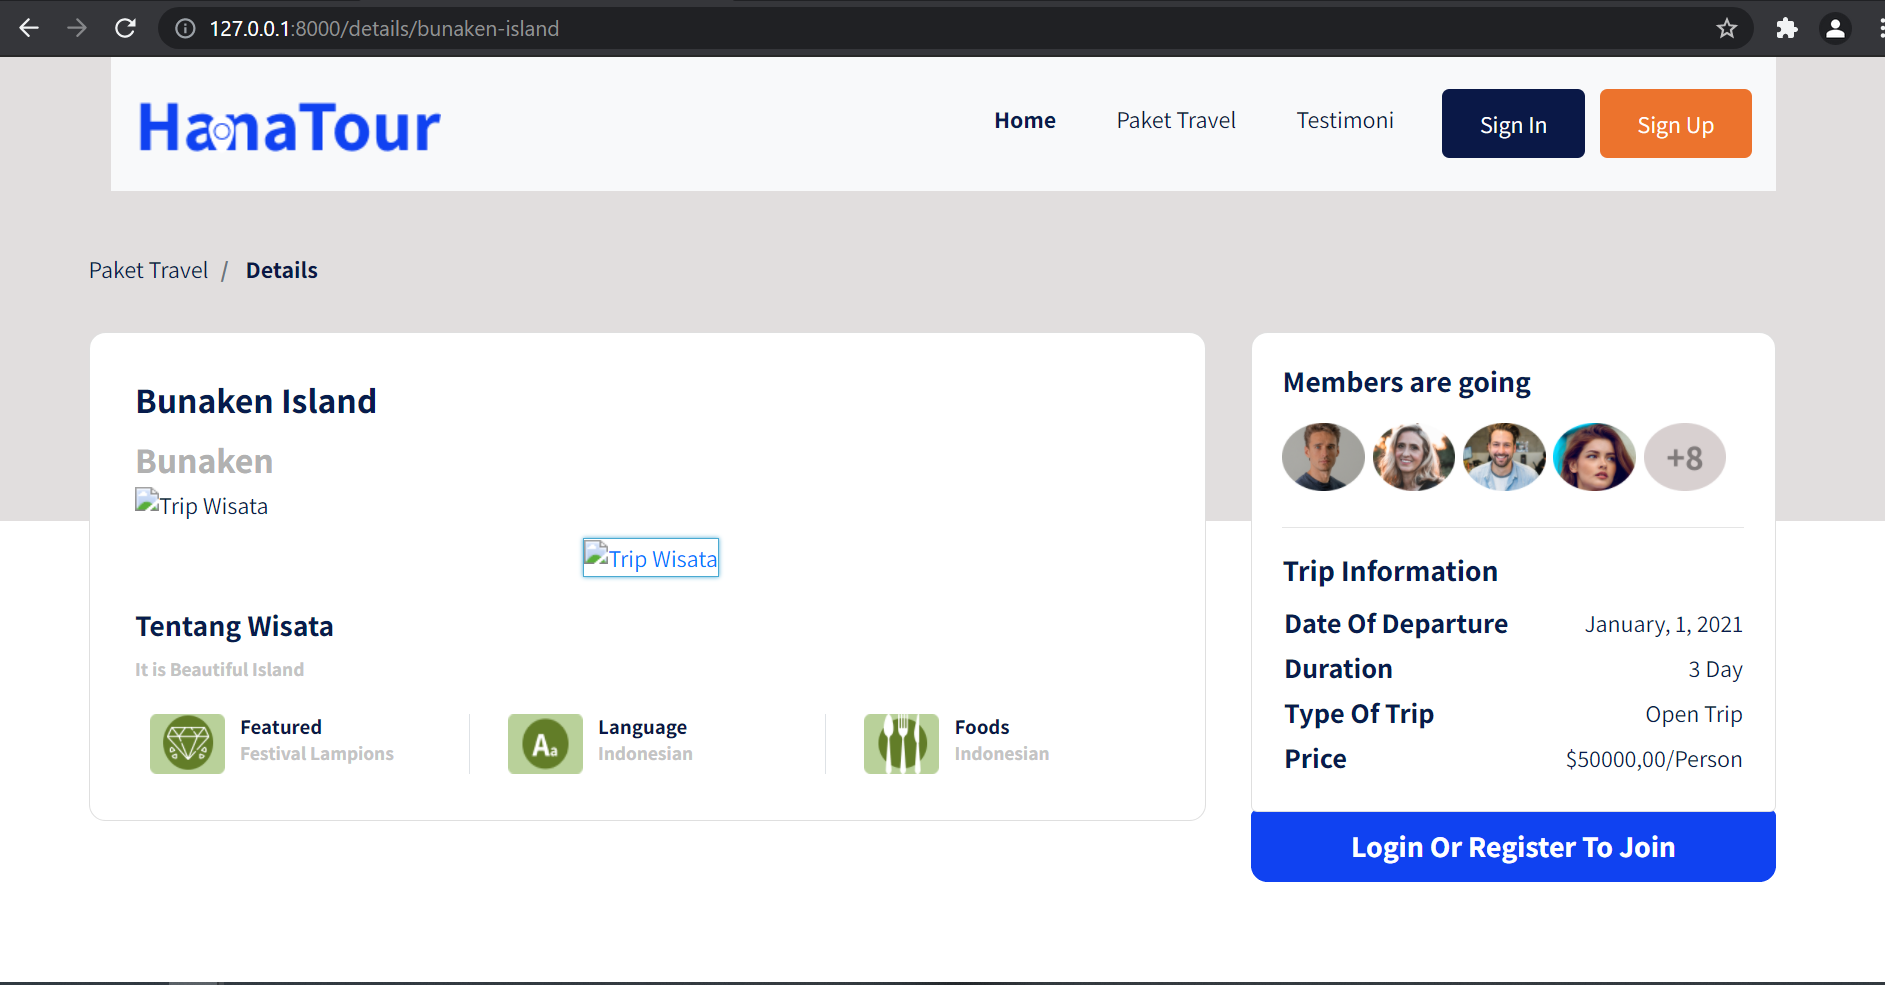 127.0.0.1:8000/details/bunaken-island
HanaTour
Home Paket Travel Testimoni Sign In Sign Up
Paket Travel / Details
Bunaken Island
Bunaken
Trip Wisata
Trip Wisata
Tentang Wisata
It is Beautiful Island
Featured
Festival Lampions
Aa
Language
Indonesian
Foods
Indonesian
Members are going
+8
Trip Information
Date Of Departure January, 1, 2021
Duration 3 Day
Type Of Trip Open Trip
Price $50000,00/Person
Login Or Register To Join